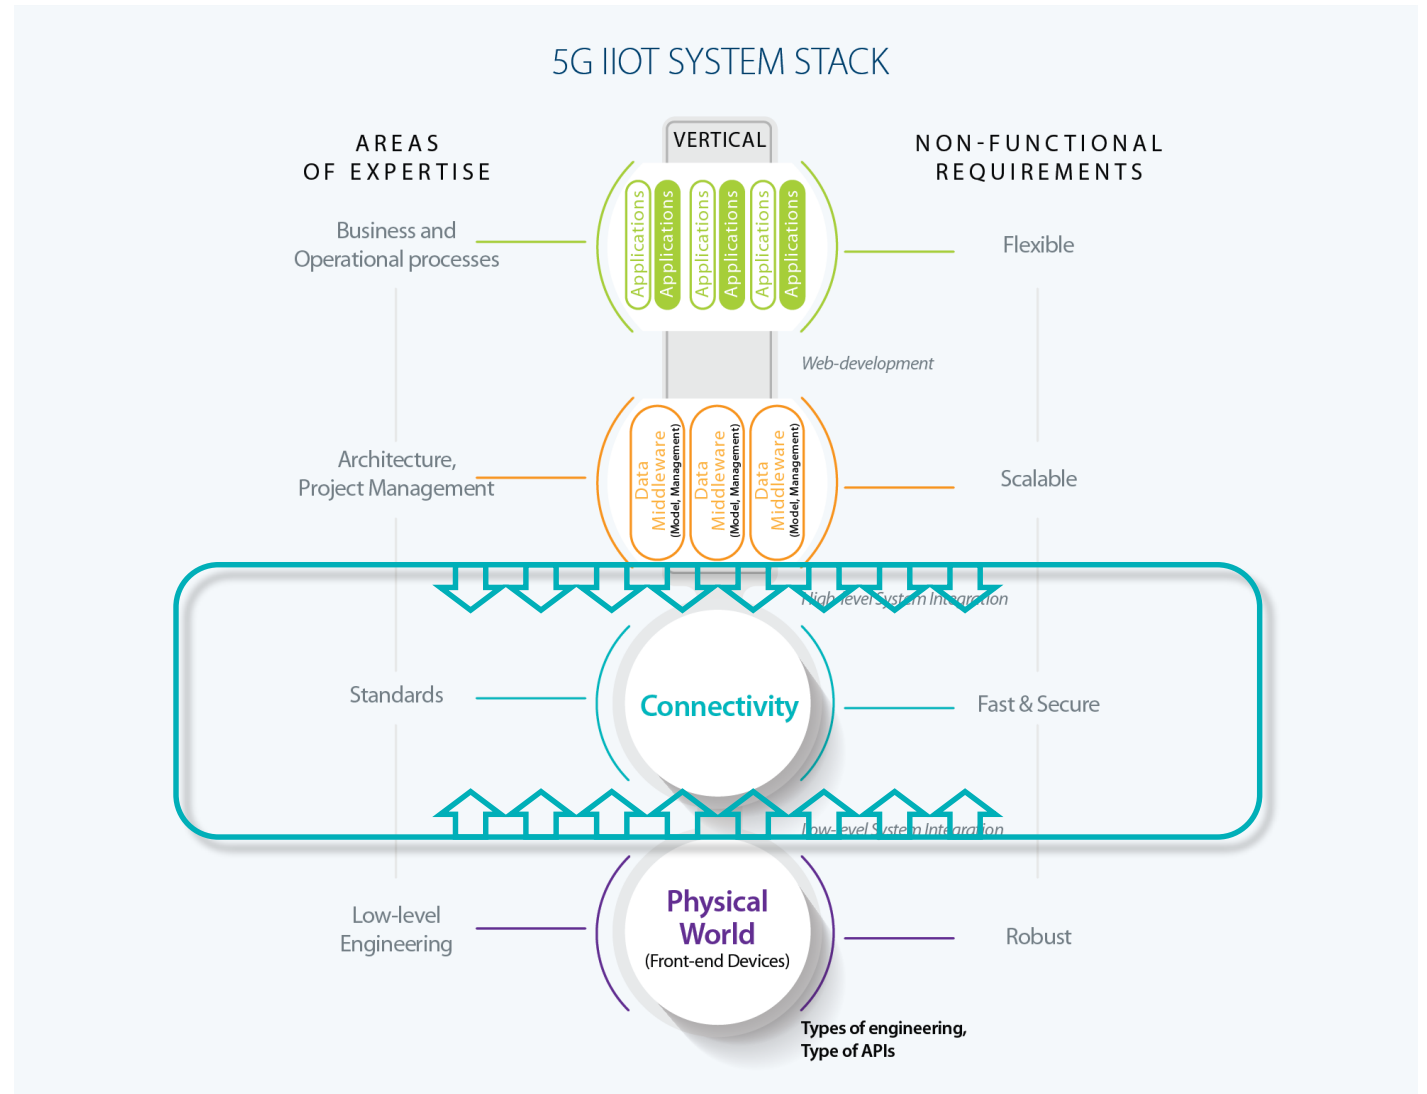 5G IIOT SYSTEM STACK
AREAS
OF EXPERTISE
VERTICAL
NON-FUNCTIONAL
REQUIREMENTS
Business and
Operational processes
Applications
Applications
Applications
Applications
Applications
Applications
Flexible
Web-development
Architecture,
Project Management
Data
Middleware
(Model, Management)
Data
Middleware
(Model, Management)
Data
Middleware
(Model, Management)
Scalable
High-level System Integration
Standards
Connectivity
Fast & Secure
Low-level System Integration
Low-level
Engineering
Physical
World
(Front-end Devices)
Robust
Types of engineering,
Type of APIs